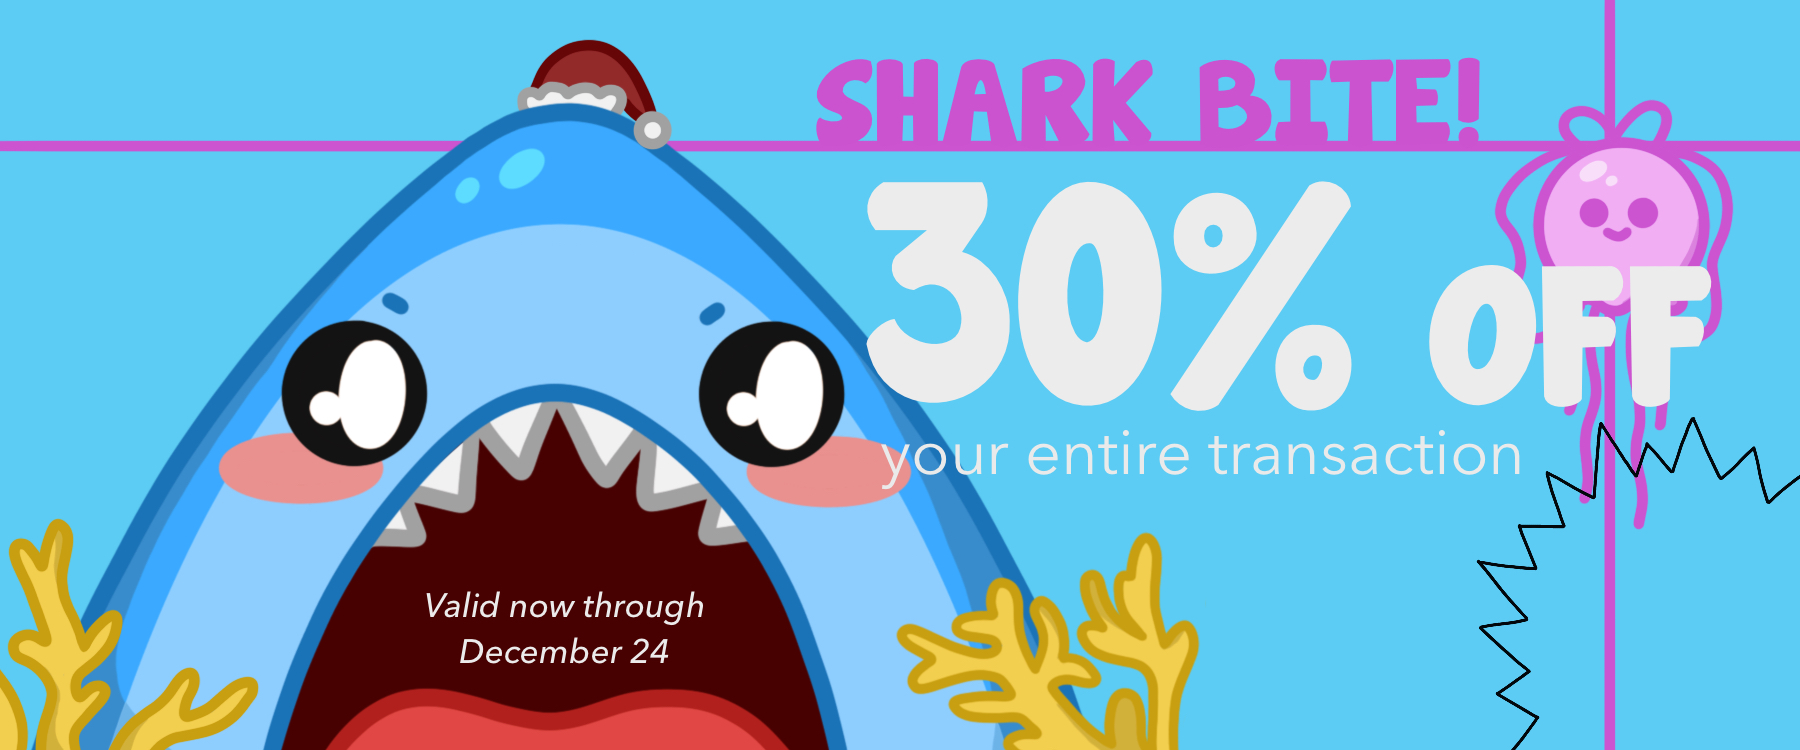 SHARK BITE!
30% OFF
your entire transaction
Valid now through
December 24